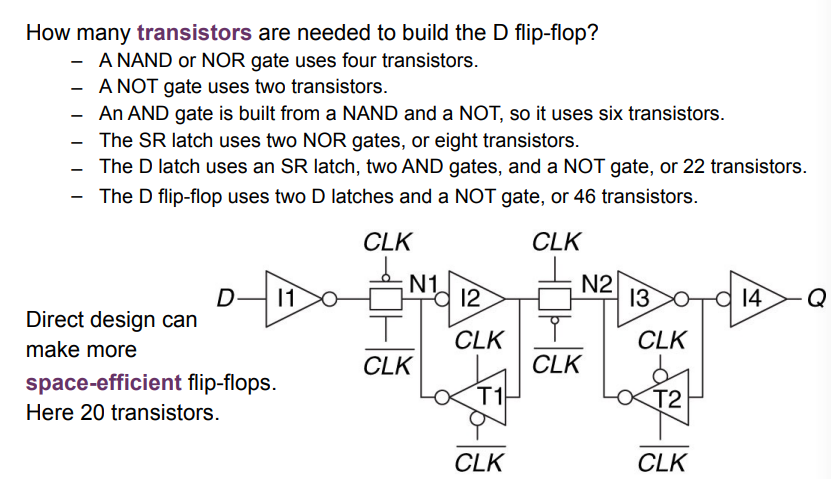 How many transistors are needed to build the D flip-flop?
– A NAND or NOR gate uses four transistors.
– A NOT gate uses two transistors.
– An AND gate is built from a NAND and a NOT, so it uses six transistors.
– The SR latch uses two NOR gates, or eight transistors.
– The D latch uses an SR latch, two AND gates, and a NOT gate, or 22 transistors.
– The D flip-flop uses two D latches and a NOT gate, or 46 transistors.
CLK CLK
D I1 N1 I2 N2 I3 I4 Q
Direct design can
make more
space-efficient flip-flops.
Here 20 transistors.
CLK CLK CLK CLK
T1 T2
CLK CLK